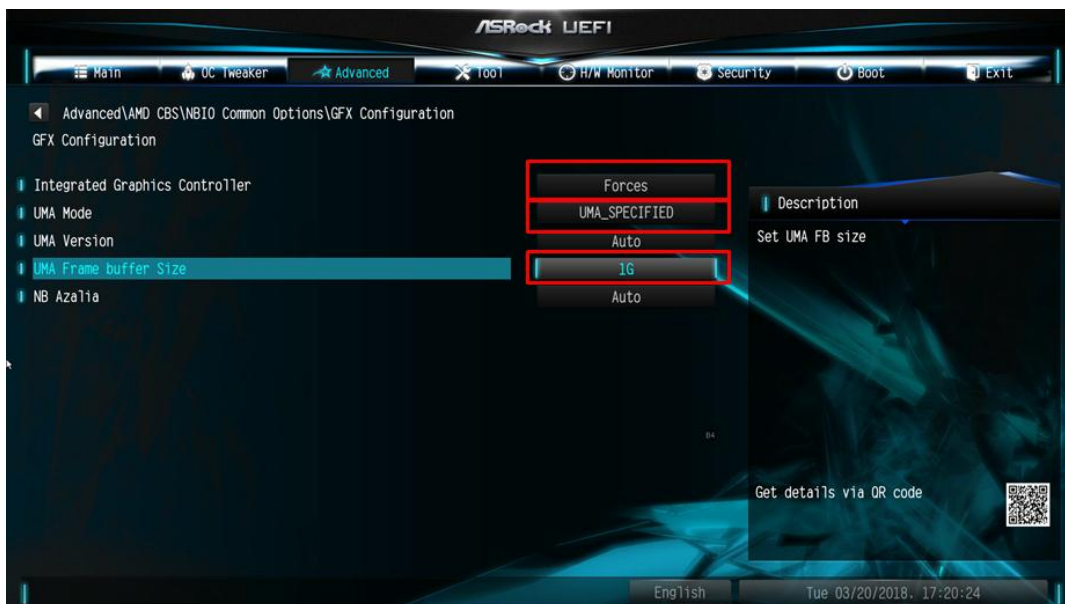 ASRock UEFI
Main OC Tweaker Advanced Tool H/W Monitor Security Boot Exit
Advanced\AMD CBS\NBIO Common Options\GFX Configuration
GFX Configuration
Integrated Graphics Controller Forces
UMA Mode UMA_SPECIFIED
UMA Version Auto
UMA Frame buffer Size 1G
NB Azalia Auto
Description
Set UMA FB size
Get details via QR code
English Tue 03/20/2018. 17:20:24